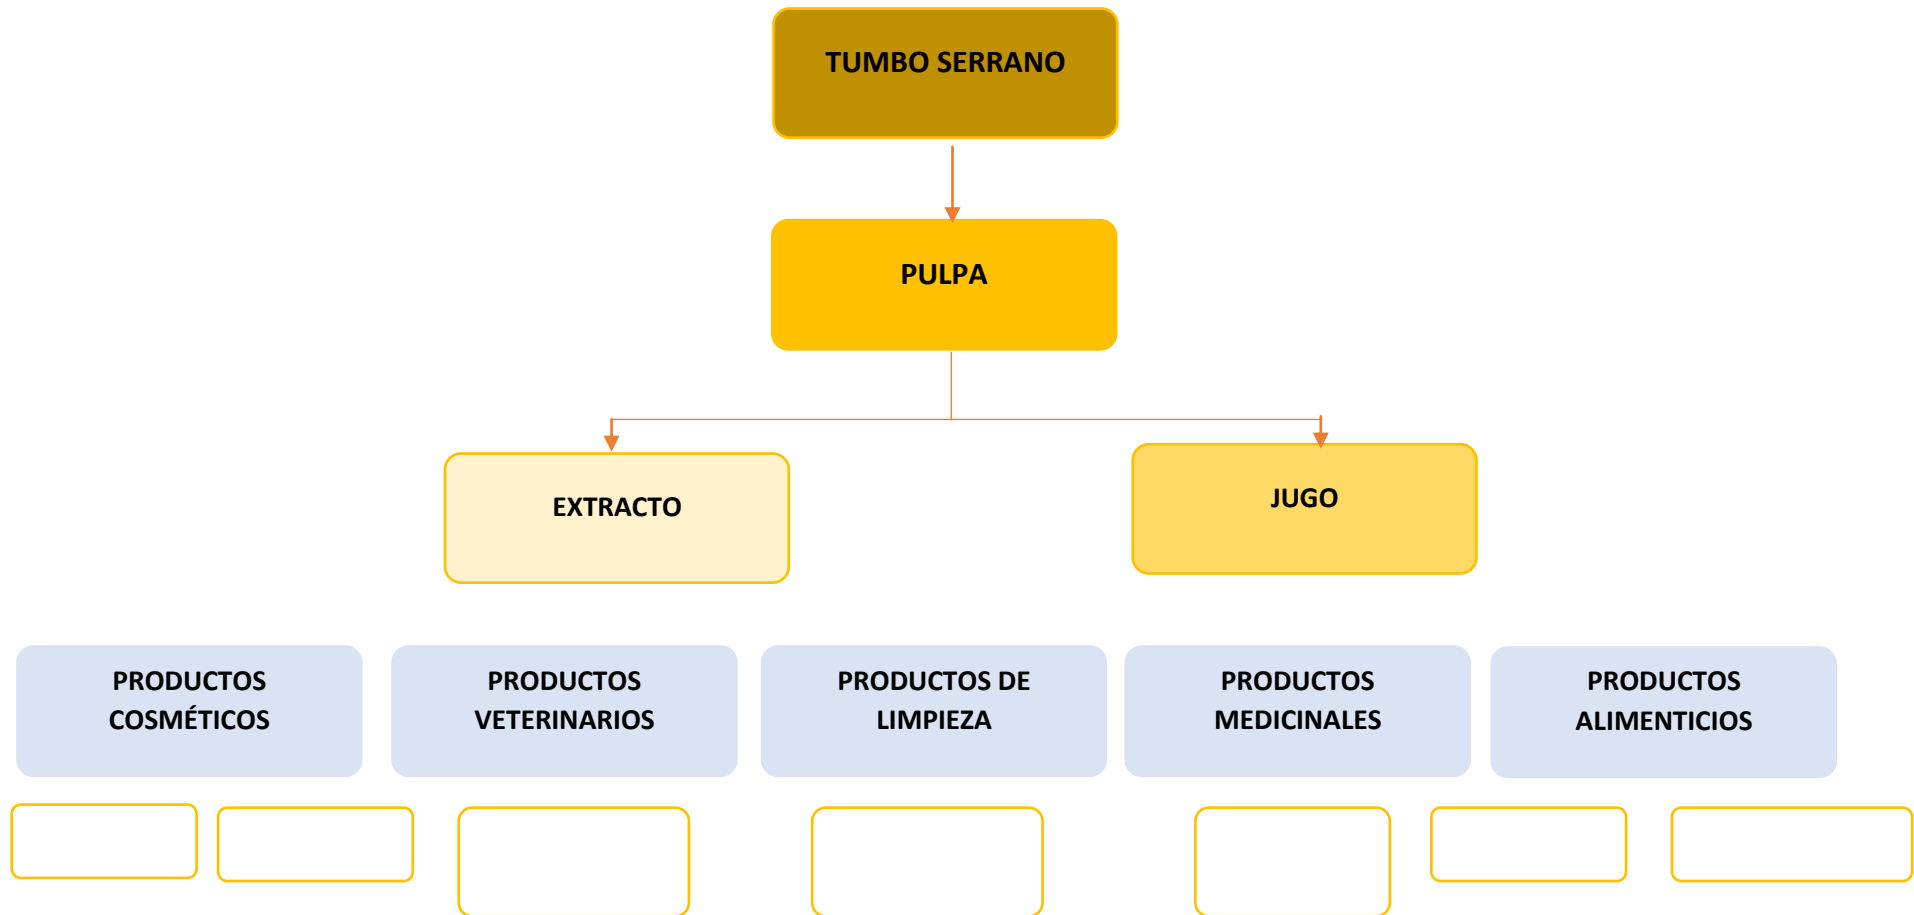 TUMBO SERRANO
PULPA
EXTRACTO
JUGO
PRODUCTOS
COSMÉTICOS
PRODUCTOS
VETERINARIOS
PRODUCTOS DE
LIMPIEZA
PRODUCTOS
MEDICINALES
PRODUCTOS
ALIMENTICIOS